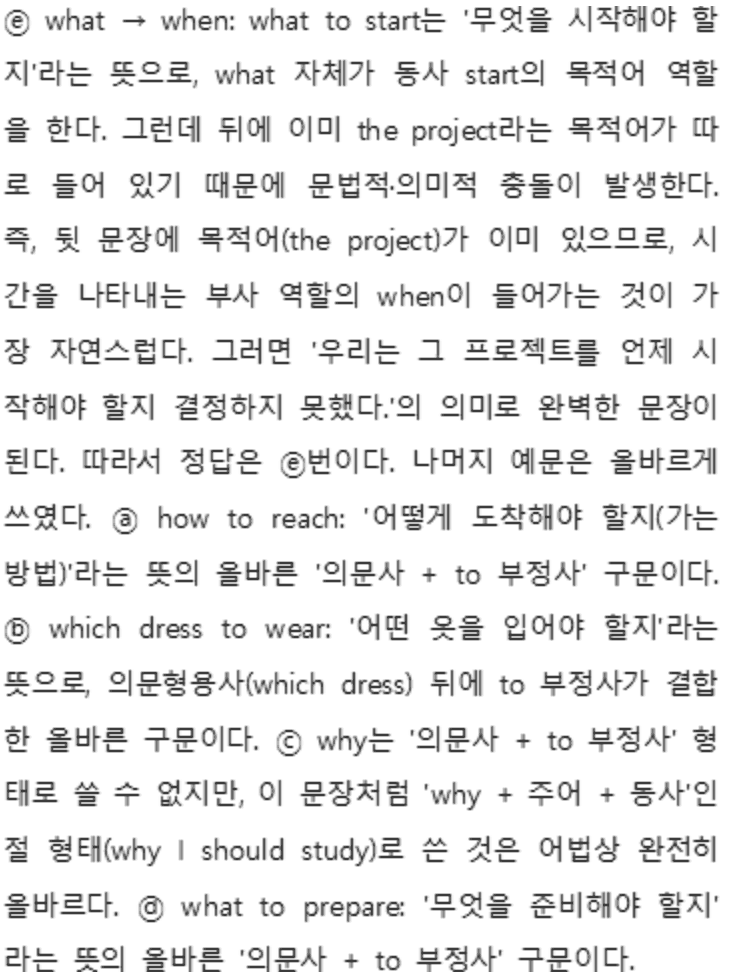 ⓔ what → when: what to start는 '무엇을 시작해야 할
지'라는 뜻으로, what 자체가 동사 start의 목적어 역할
을 한다. 그런데 뒤에 이미 the project라는 목적어가 따
로 들어 있기 때문에 문법적·의미적 충돌이 발생한다.
즉, 뒷 문장에 목적어(the project)가 이미 있으므로, 시
간을 나타내는 부사 역할의 when이 들어가는 것이 가
장 자연스럽다. 그러면 '우리는 그 프로젝트를 언제 시
작해야 할지 결정하지 못했다.'의 의미로 완벽한 문장이
된다. 따라서 정답은 ⓔ번이다. 나머지 예문은 올바르게
쓰였다. ⓐ how to reach: '어떻게 도착해야 할지(가는
방법)'라는 뜻의 올바른 '의문사 + to 부정사' 구문이다.
ⓑ which dress to wear: '어떤 옷을 입어야 할지'라는
뜻으로, 의문형용사(which dress) 뒤에 to 부정사가 결합
한 올바른 구문이다. ⓒ why는 '의문사 + to 부정사' 형
태로 쓸 수 없지만, 이 문장처럼 'why + 주어 + 동사'인
절 형태(why I should study)로 쓴 것은 어법상 완전히
올바르다. ⓓ what to prepare: '무엇을 준비해야 할지'
라는 뜻의 올바른 '의문사 + to 부정사' 구문이다.